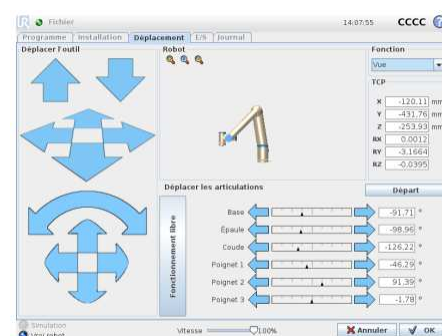 Fichier 14:07:55 CCCC
Programme Installation Déplacement E/S Journal
Déplacer l'outil Robot Fonction
Vue
TCP
X -120,11 mm
Y -431,76 mm
Z -253,93 mm
RX 0,0012
RY -3,1664
RZ -0,0395
Déplacer les articulations Départ
Fonctionnement libre
Base -91,71 °
Épaule -98,96 °
Coude -126,22 °
Poignet 1 -46,29 °
Poignet 2 91,39 °
Poignet 3 -1,78 °
Simulation
Vrai robot Vitesse 100% Annuler OK